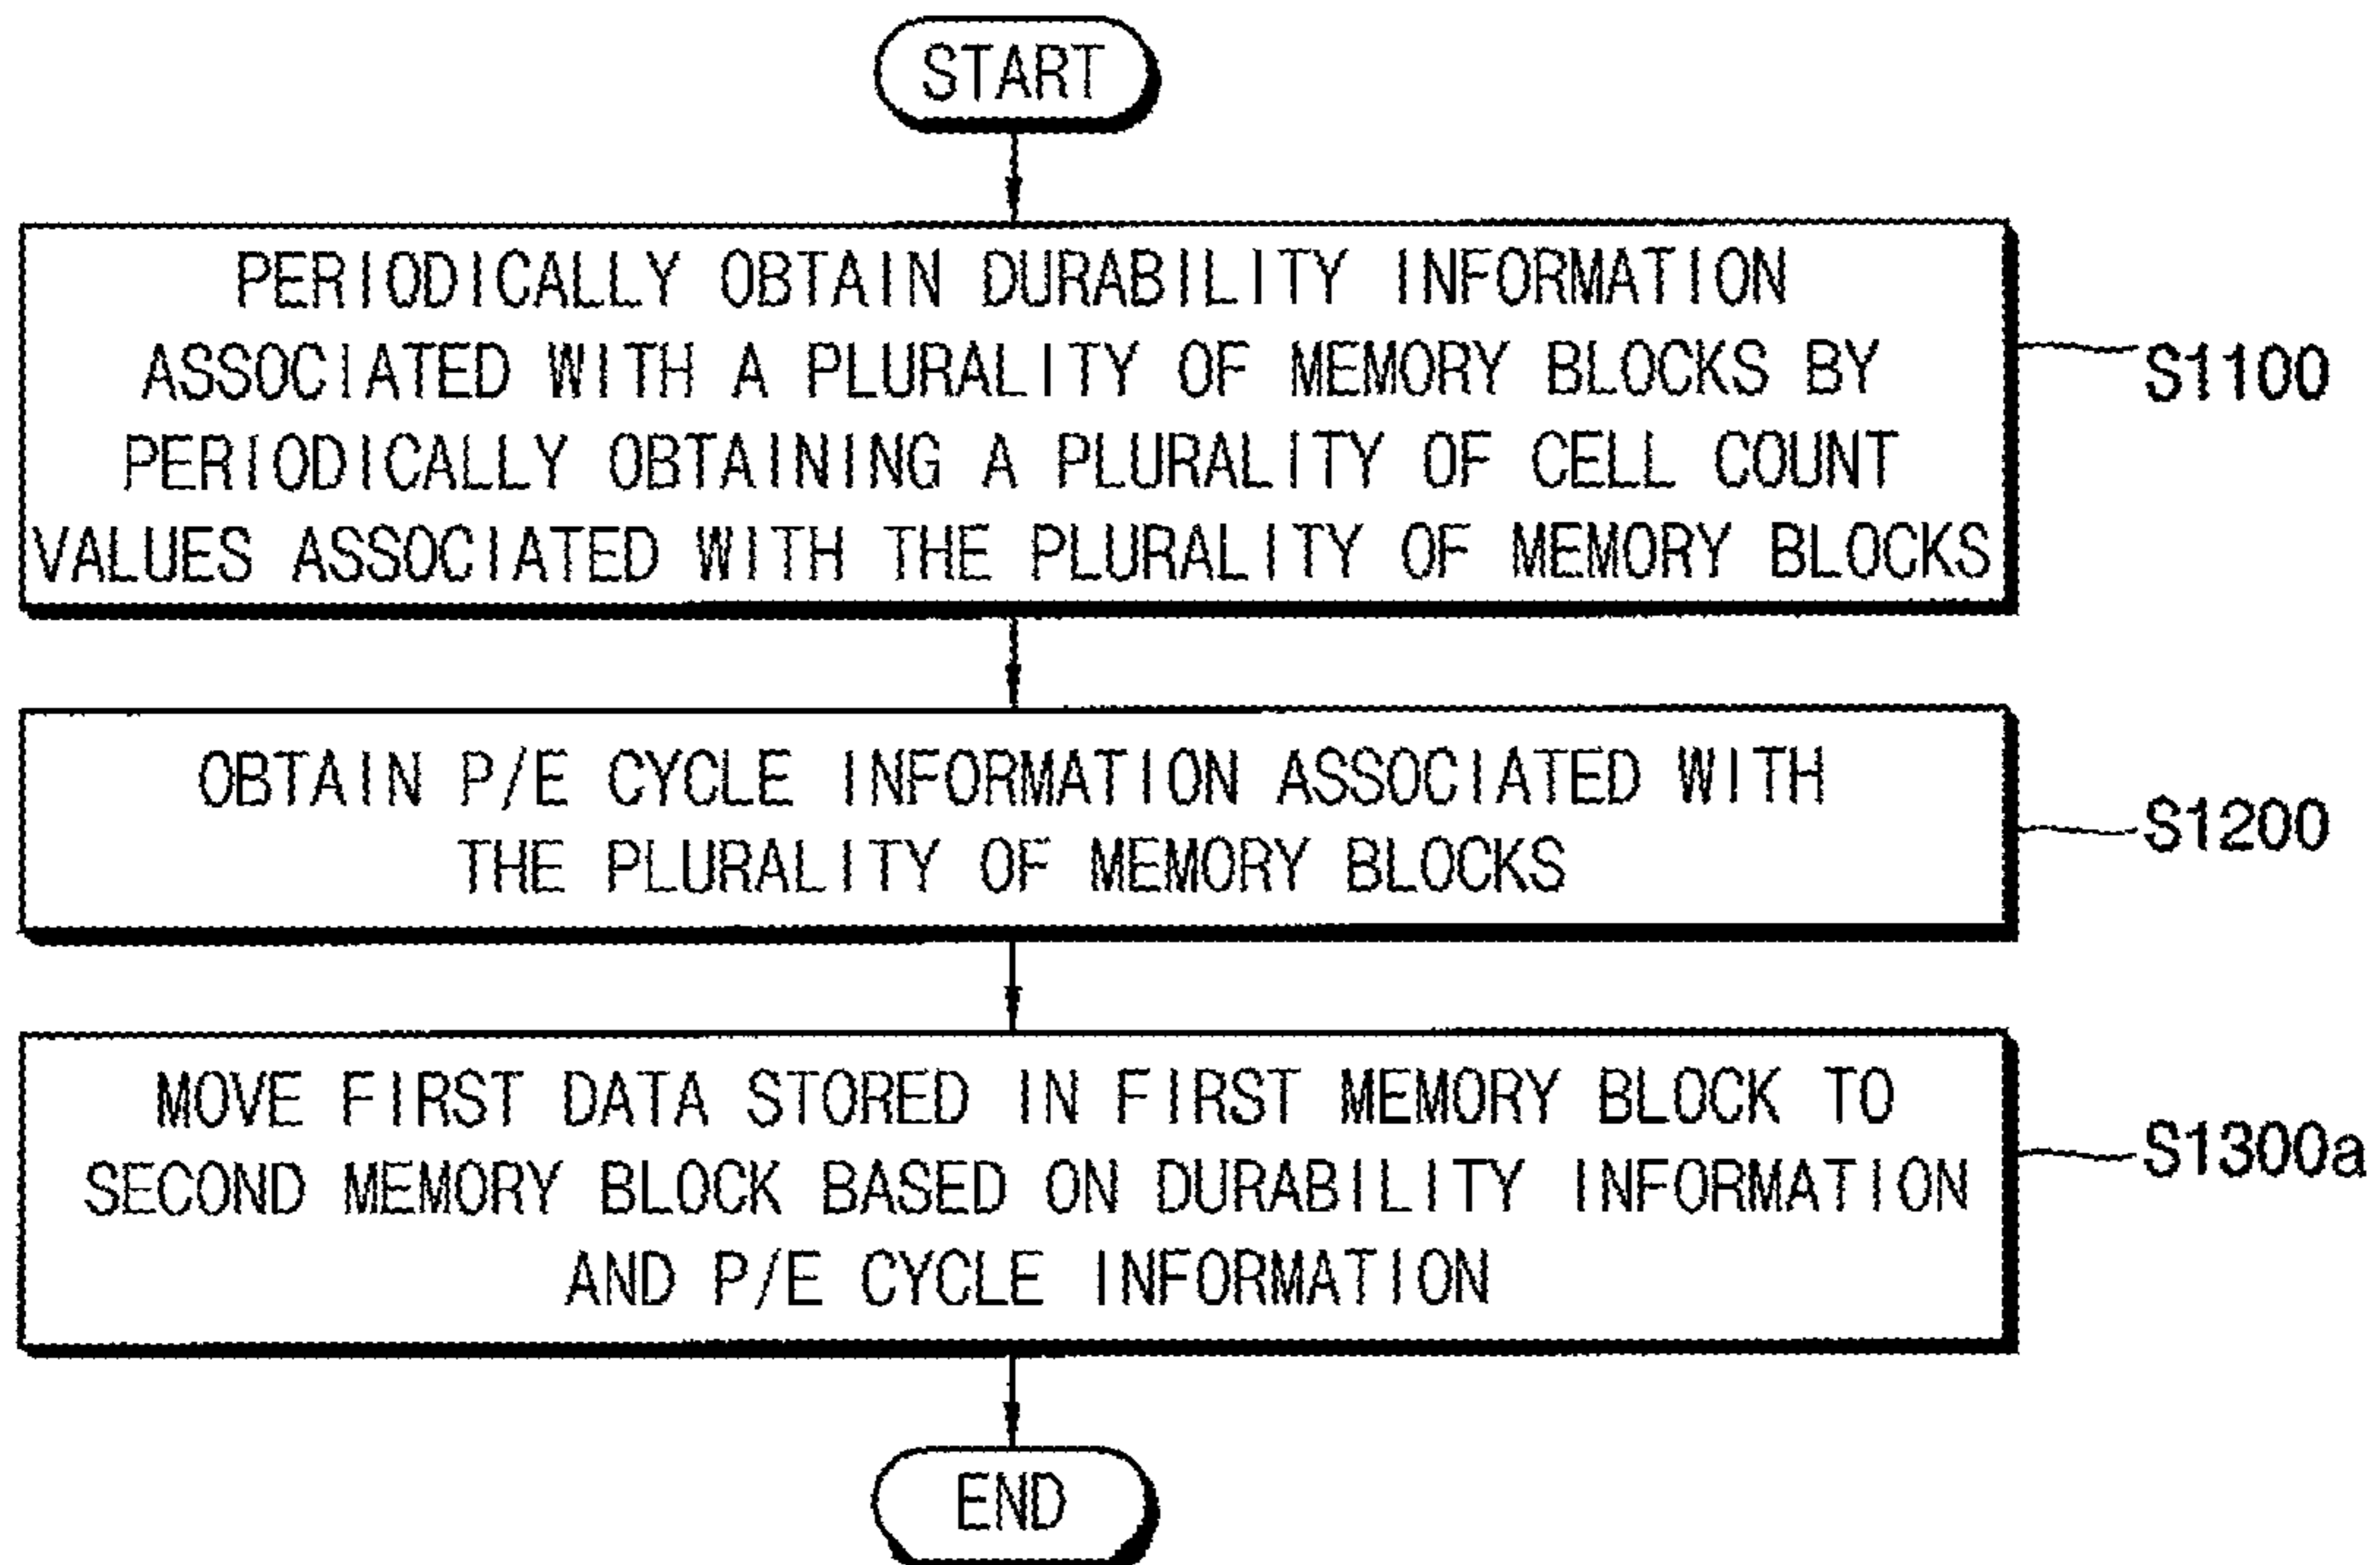 START
PERIODICALLY OBTAIN DURABILITY INFORMATION
ASSOCIATED WITH A PLURALITY OF MEMORY BLOCKS BY
PERIODICALLY OBTAINING A PLURALITY OF CELL COUNT
VALUES ASSOCIATED WITH THE PLURALITY OF MEMORY BLOCKS
S1100
OBTAIN P/E CYCLE INFORMATION ASSOCIATED WITH
THE PLURALITY OF MEMORY BLOCKS
S1200
MOVE FIRST DATA STORED IN FIRST MEMORY BLOCK TO
SECOND MEMORY BLOCK BASED ON DURABILITY INFORMATION
AND P/E CYCLE INFORMATION
S1300a
END